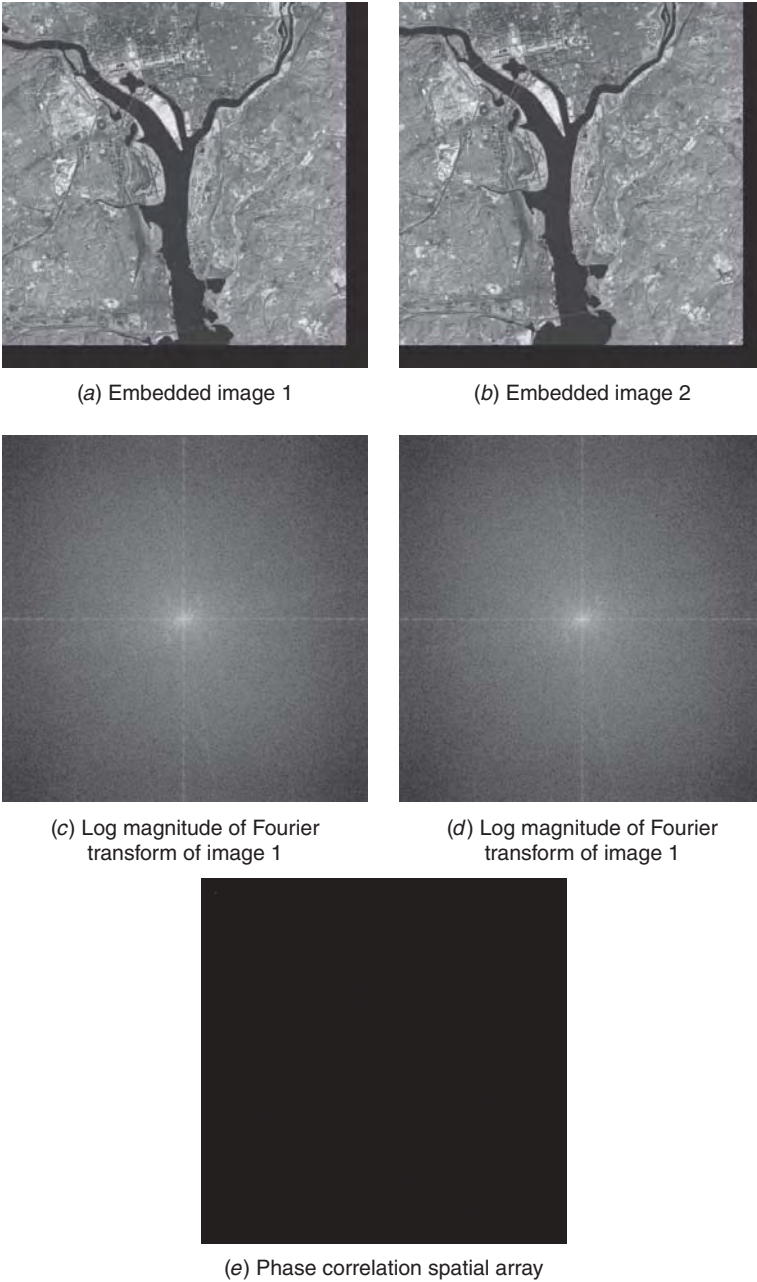 (a) Embedded image 1
(b) Embedded image 2
(c) Log magnitude of Fourier
transform of image 1
(d) Log magnitude of Fourier
transform of image 1
(e) Phase correlation spatial array